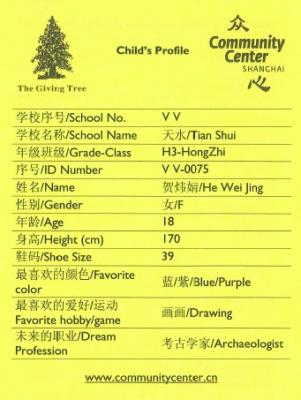 Child's Profile
众
Community
Center
SHANGHAI
心
The Giving Tree
学校序号/School No. V V
学校名称/School Name 天水/Tian Shui
年级班级/Grade-Class H3-HongZhi
序号/ID Number V V-0075
姓名/Name 贺炜娟/He Wei Jing
性别/Gender 女/F
年龄/Age 18
身高/Height (cm) 170
鞋码/Shoe Size 39
最喜欢的颜色/Favorite color 蓝/紫/Blue/Purple
最喜欢的爱好/运动 Favorite hobby/game 画画/Drawing
未来的职业/Dream Profession 考古学家/Archaeologist
www.communitycenter.cn